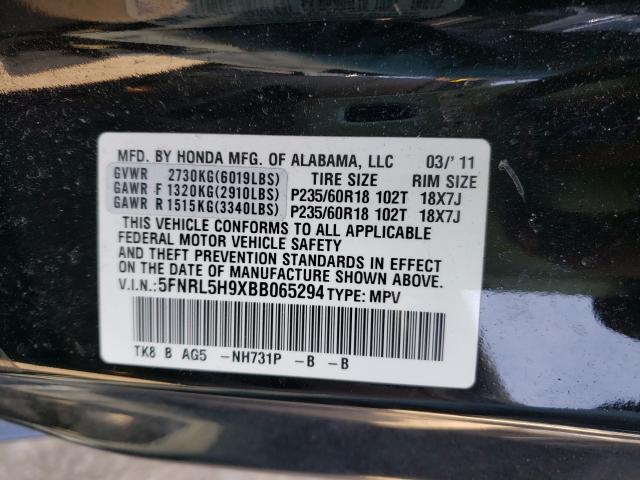 MFD. BY HONDA MFG. OF ALABAMA, LLC 03/'11
GVWR 2730KG(6019LBS) TIRE SIZE RIM SIZE
GAWR F 1320KG(2910LBS) P235/60R18 102T 18X7J
GAWR R 1515KG(3340LBS) P235/60R18 102T 18X7J
THIS VEHICLE CONFORMS TO ALL APPLICABLE
FEDERAL MOTOR VEHICLE SAFETY
AND THEFT PREVENTION STANDARDS IN EFFECT
ON THE DATE OF MANUFACTURE SHOWN ABOVE.
V.I.N.:5FNRL5H9XBB065294 TYPE: MPV
TK8 B AG5 -NH731P -B -B